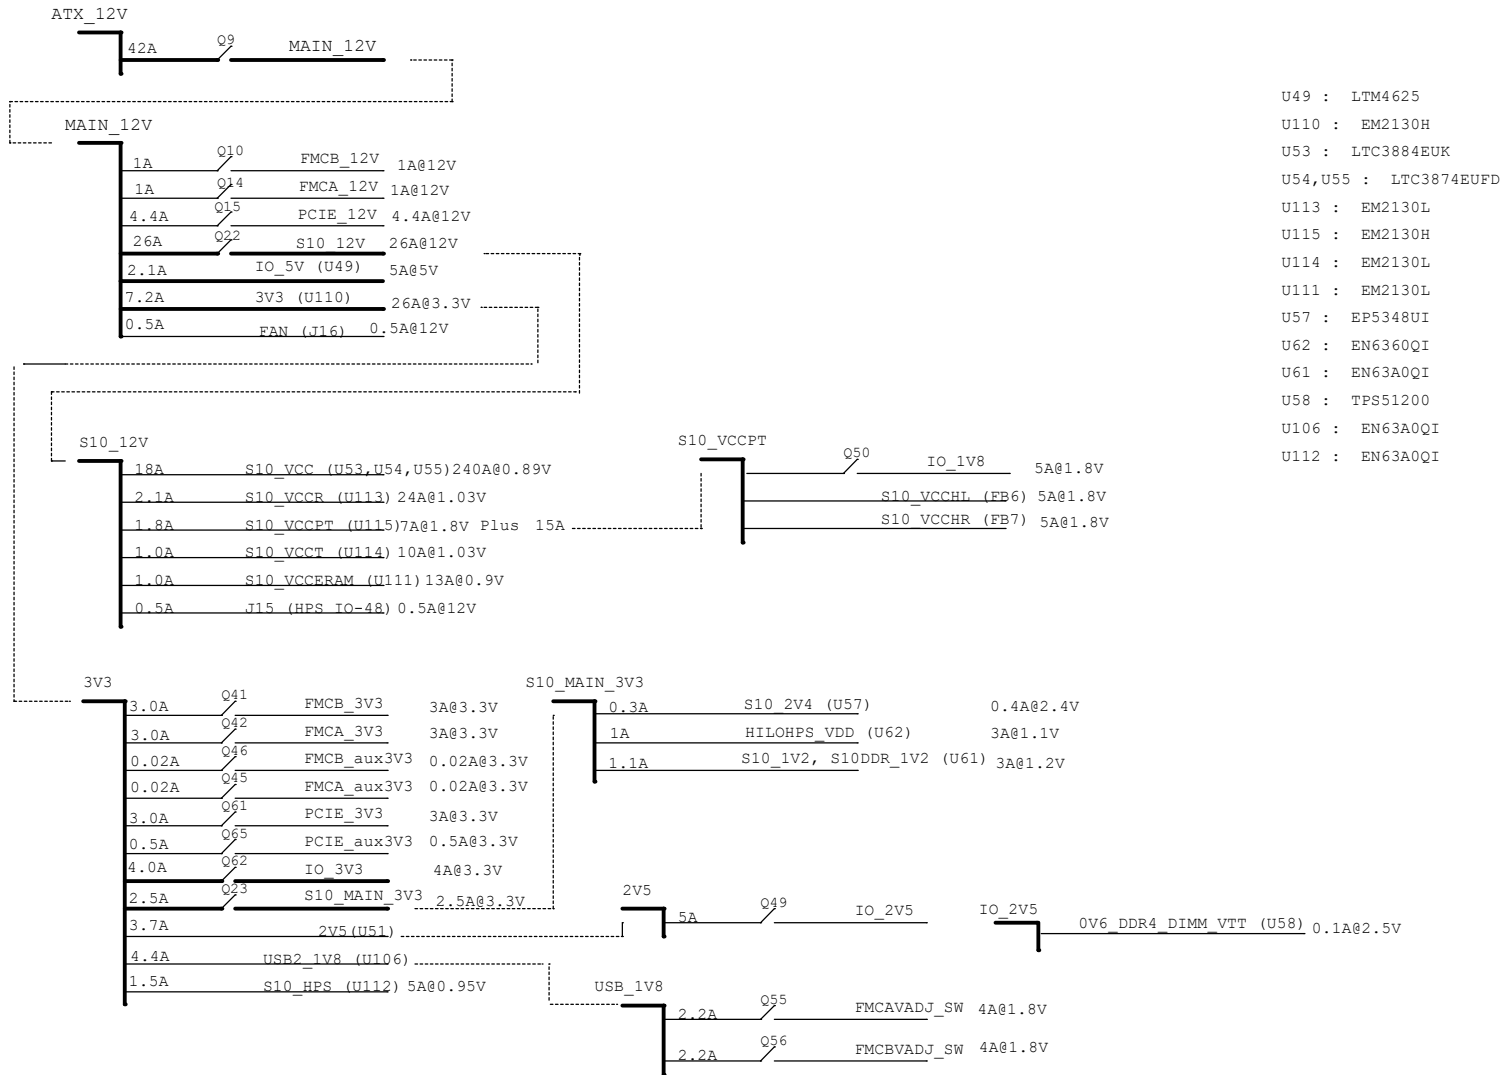 ATX_12V
42A Q9 MAIN_12V
MAIN_12V
1A Q10 FMCB_12V 1A@12V
1A Q14 FMCA_12V 1A@12V
4.4A Q15 PCIE_12V 4.4A@12V
26A Q22 S10_12V 26A@12V
2.1A IO_5V (U49) 5A@5V
7.2A 3V3 (U110) 26A@3.3V
0.5A FAN (J16) 0.5A@12V
U49 : LTM4625
U110 : EM2130H
U53 : LTC3884EUK
U54,U55 : LTC3874EUFD
U113 : EM2130L
U115 : EM2130H
U114 : EM2130L
U111 : EM2130L
U57 : EP5348UI
U62 : EN6360QI
U61 : EN63A0QI
U58 : TPS51200
U106 : EN63A0QI
U112 : EN63A0QI
S10_12V
18A S10_VCC (U53,U54,U55)240A@0.89V
2.1A S10_VCCR (U113) 24A@1.03V
1.8A S10_VCCPT (U115)7A@1.8V Plus 15A
1.0A S10_VCCT (U114) 10A@1.03V
1.0A S10_VCCERAM (U111) 13A@0.9V
0.5A J15 (HPS IO-48) 0.5A@12V
S10_VCCPT
Q50 IO_1V8 5A@1.8V
S10_VCCHL (FB6) 5A@1.8V
S10_VCCHR (FB7) 5A@1.8V
3V3
3.0A Q41 FMCB_3V3 3A@3.3V
3.0A Q42 FMCA_3V3 3A@3.3V
0.02A Q46 FMCB_aux3V3 0.02A@3.3V
0.02A Q45 FMCA_aux3V3 0.02A@3.3V
3.0A Q61 PCIE_3V3 3A@3.3V
0.5A Q65 PCIE_aux3V3 0.5A@3.3V
4.0A Q62 IO_3V3 4A@3.3V
2.5A Q23 S10_MAIN_3V3 2.5A@3.3V
3.7A 2V5(U51)
4.4A USB2_1V8 (U106)
1.5A S10_HPS (U112) 5A@0.95V
S10_MAIN_3V3
0.3A S10_2V4 (U57) 0.4A@2.4V
1A HILOHPS_VDD (U62) 3A@1.1V
1.1A S10_1V2, S10DDR_1V2 (U61) 3A@1.2V
2V5
5A Q49 IO_2V5
IO_2V5
0V6_DDR4_DIMM_VTT (U58) 0.1A@2.5V
USB_1V8
2.2A Q55 FMCAVADJ_SW 4A@1.8V
2.2A Q56 FMCBVADJ_SW 4A@1.8V